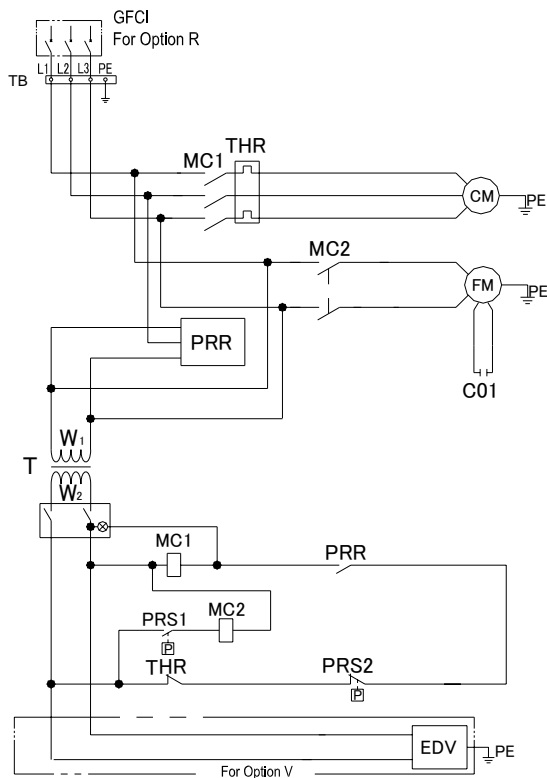 GFCI
For Option R
L1 L2 L3 PE
TB
MC1 THR
CM PE
MC2
FM PE
PRR
C01
W1
T
W2
MC1 PRR
PRS1 MC2
P
THR PRS2
P
EDV PE
For Option V